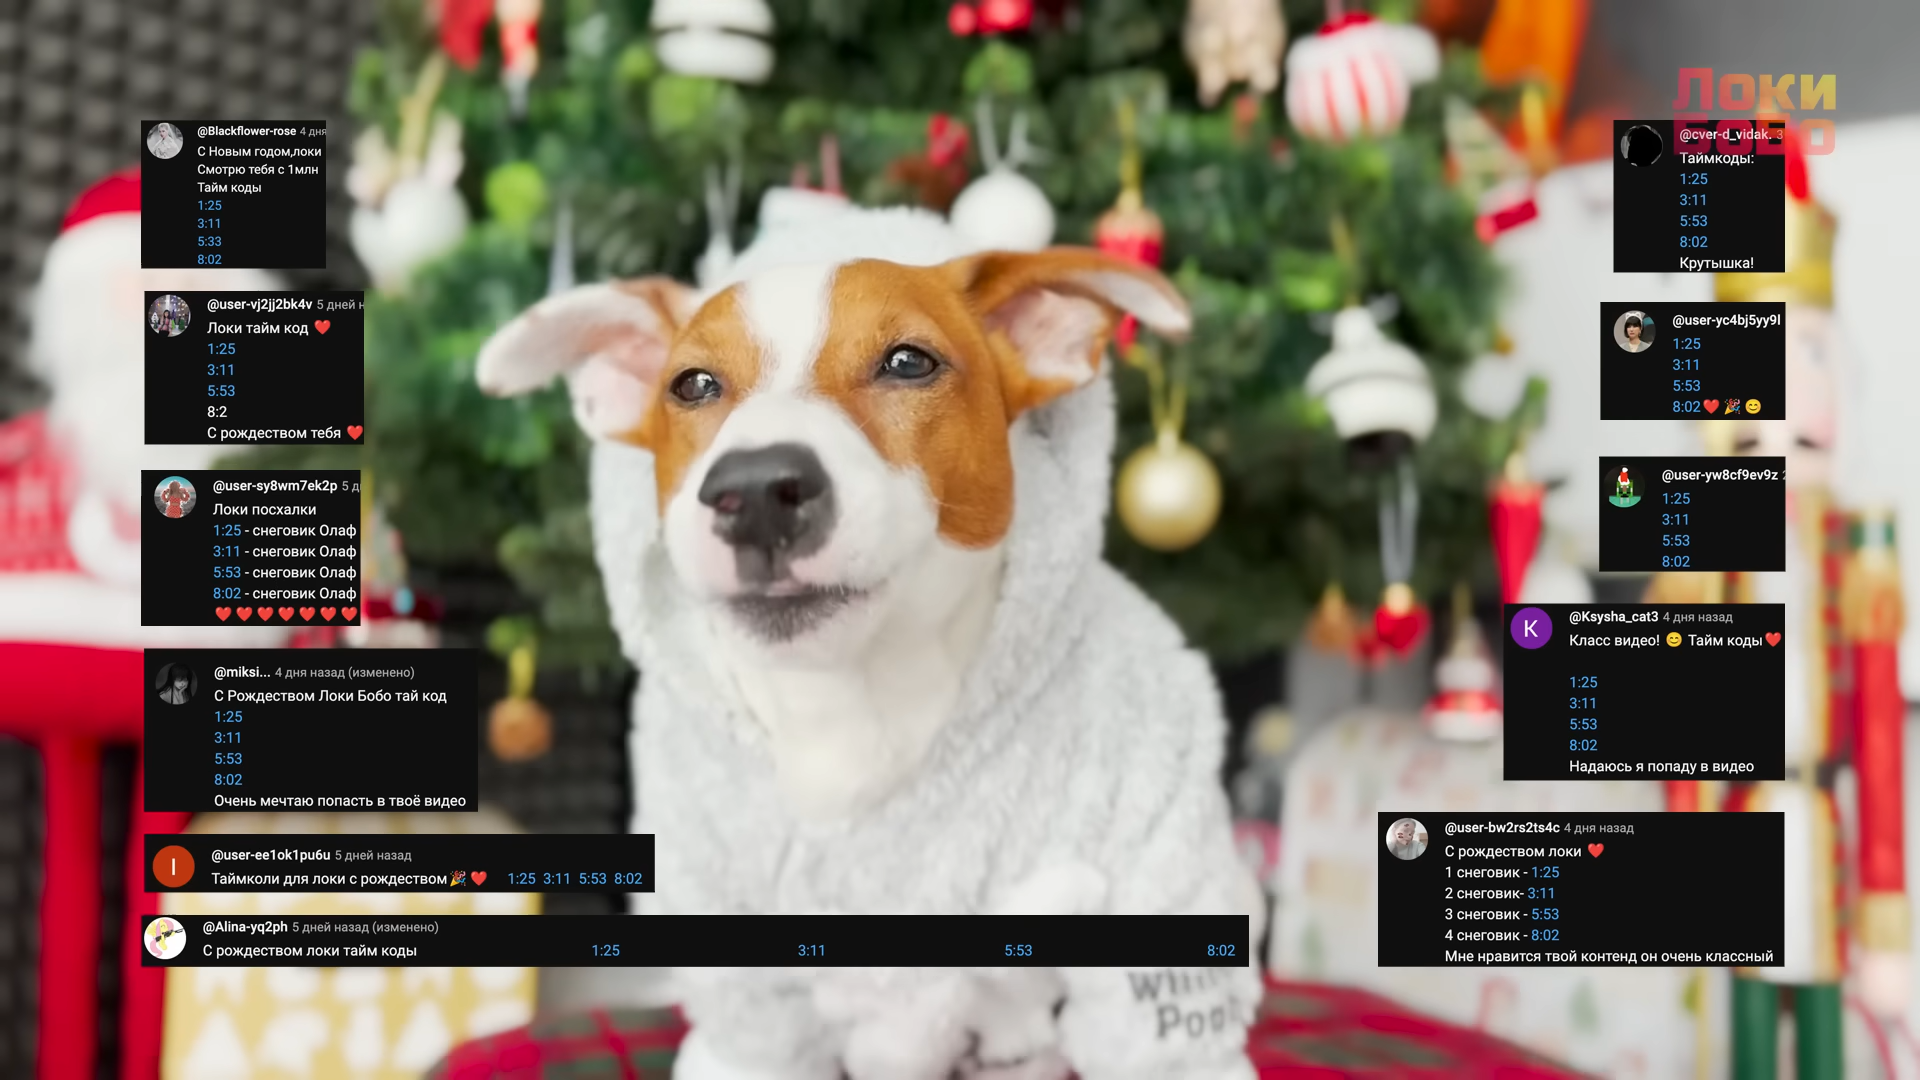 Локи
БоБо
@Blackflower-rose 4 дня
С Новым годом,локи
Смотрю тебя с 1млн
Тайм коды
1:25
3:11
5:33
8:02
@user-vj2jj2bk4v 5 дней н
Локи тайм код ❤️
1:25
3:11
5:53
8:2
С рождеством тебя ❤️
@user-sy8wm7ek2p 5 д
Локи посхалки
1:25 - снеговик Олаф
3:11 - снеговик Олаф
5:53 - снеговик Олаф
8:02 - снеговик Олаф
❤️❤️❤️❤️❤️❤️❤️
@miksi... 4 дня назад (изменено)
С Рождеством Локи Бобо тай код
1:25
3:11
5:53
8:02
Очень мечтаю попасть в твоё видео
@user-ee1ok1pu6u 5 дней назад
Таймколи для локи с рождеством🎉❤️ 1:25 3:11 5:53 8:02
@Alina-yq2ph 5 дней назад (изменено)
С рождеством локи тайм коды 1:25 3:11 5:53 8:02
@cver-d_vidak. 3
Таймкоды:
1:25
3:11
5:53
8:02
Крутышка!
@user-yc4bj5yy9l
1:25
3:11
5:53
8:02❤️🎉😊
@user-yw8cf9ev9z 2
1:25
3:11
5:53
8:02
K
@Ksysha_cat3 4 дня назад
Класс видео! 😊 Тайм коды❤️
1:25
3:11
5:53
8:02
Надаюсь я попаду в видео
@user-bw2rs2ts4c 4 дня назад
С рождеством локи ❤️
1 снеговик - 1:25
2 снеговик- 3:11
3 снеговик - 5:53
4 снеговик - 8:02
Мне нравится твой контенд он очень классный